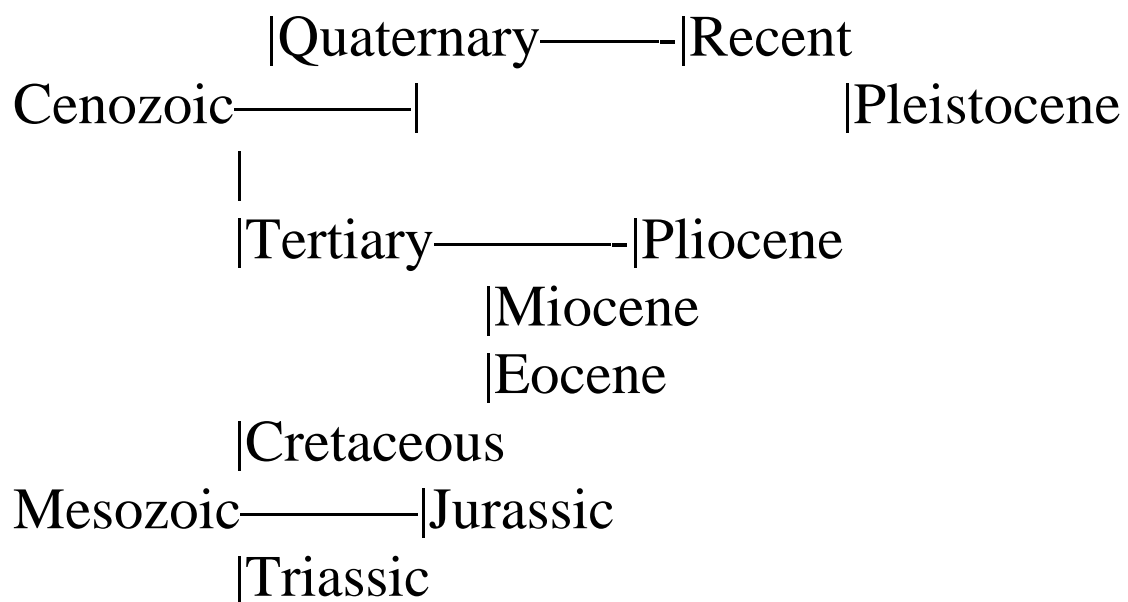 |Quaternary———-|Recent
Cenozoic————| |Pleistocene
|
|Tertiary————-|Pliocene
|Miocene
|Eocene
|Cretaceous
Mesozoic————|Jurassic
|Triassic